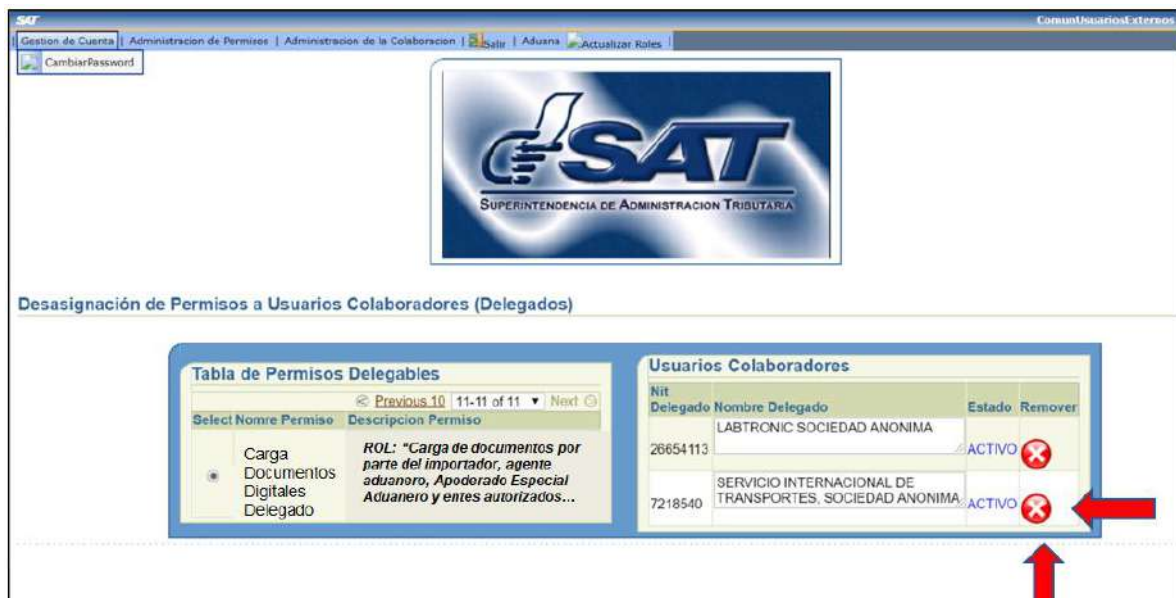 SAT
ComunUsuariosExternos
| Gestion de Cuenta | Administracion de Permisos | Administracion de la Colaboracion | Salir | Aduana Actualizar Roles |
CambiarPassword
SAT
SUPERINTENDENCIA DE ADMINISTRACION TRIBUTARIA
Desasignación de Permisos a Usuarios Colaboradores (Delegados)
Tabla de Permisos Delegables
Previous 10 11-11 of 11 Next
Select Nomre Permiso Descripcion Permiso
Carga
Documentos
Digitales
Delegado
ROL: "Carga de documentos por
parte del importador, agente
aduanero, Apoderado Especial
Aduanero y entes autorizados...
Usuarios Colaboradores
Nit
Delegado Nombre Delegado Estado Remover
26654113 LABTRONIC SOCIEDAD ANONIMA ACTIVO
7218540 SERVICIO INTERNACIONAL DE
TRANSPORTES, SOCIEDAD ANONIMA ACTIVO